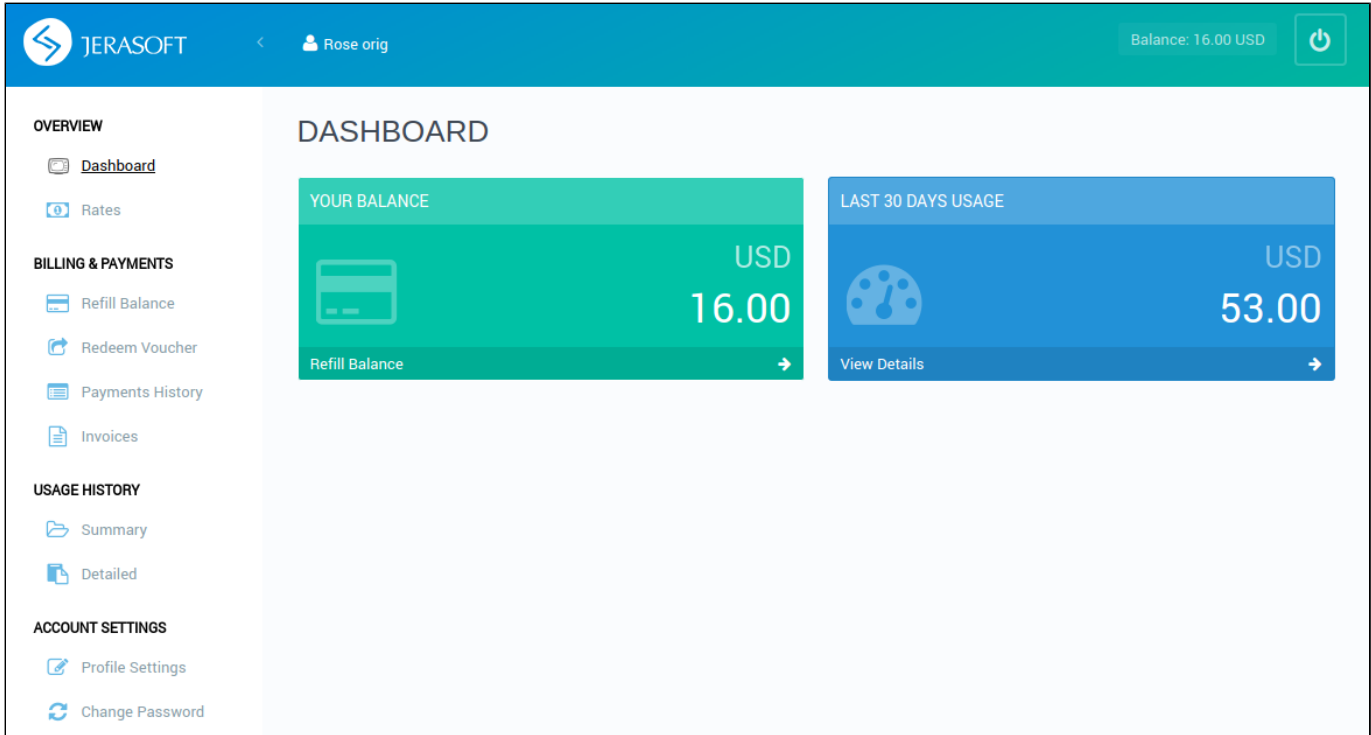 JERASOFT
Rose orig
Balance: 16.00 USD
OVERVIEW
Dashboard
Rates
BILLING & PAYMENTS
Refill Balance
Redeem Voucher
Payments History
Invoices
USAGE HISTORY
Summary
Detailed
ACCOUNT SETTINGS
Profile Settings
Change Password
DASHBOARD
YOUR BALANCE
USD
16.00
Refill Balance
LAST 30 DAYS USAGE
USD
53.00
View Details